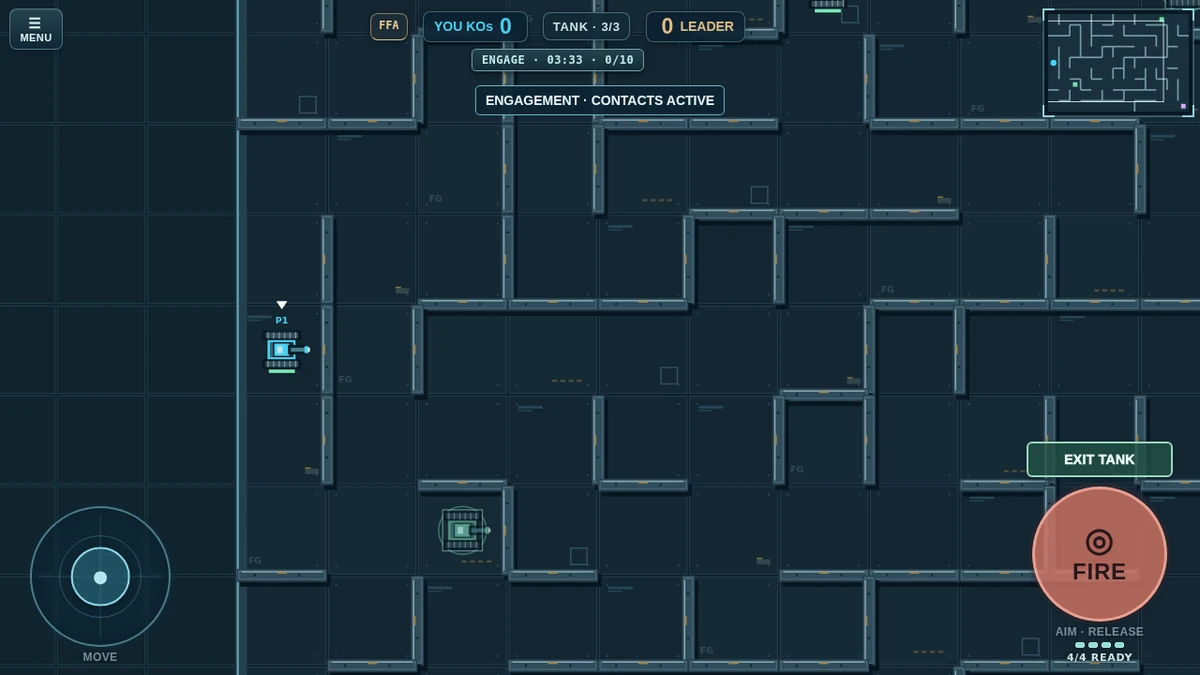 ☰
MENU
FFA
YOU KOs 0
TANK · 3/3
0 LEADER
ENGAGE · 03:33 · 0/10
ENGAGEMENT · CONTACTS ACTIVE
FG
FG
FG
P1
FG
FG
EXIT TANK
FG
FIRE
AIM · RELEASE
FG
MOVE
4/4 READY